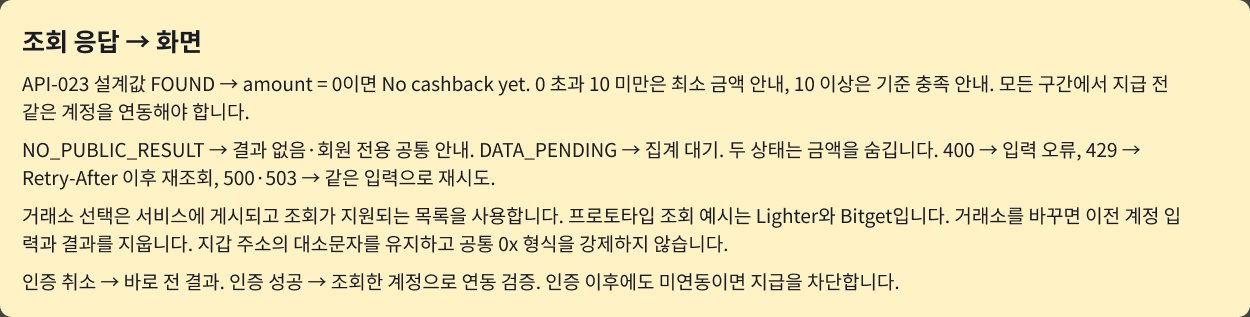 조회 응답 → 화면
API-023 설계값 FOUND → amount = 0이면 No cashback yet. 0 초과 10 미만은 최소 금액 안내, 10 이상은 기준 충족 안내. 모든 구간에서 지급 전
같은 계정을 연동해야 합니다.
NO_PUBLIC_RESULT → 결과 없음·회원 전용 공통 안내. DATA_PENDING → 집계 대기. 두 상태는 금액을 숨깁니다. 400 → 입력 오류, 429 →
Retry-After 이후 재조회, 500·503 → 같은 입력으로 재시도.
거래소 선택은 서비스에 게시되고 조회가 지원되는 목록을 사용합니다. 프로토타입 조회 예시는 Lighter와 Bitget입니다. 거래소를 바꾸면 이전 계정 입
력과 결과를 지웁니다. 지갑 주소의 대소문자를 유지하고 공통 0x 형식을 강제하지 않습니다.
인증 취소 → 바로 전 결과. 인증 성공 → 조회한 계정으로 연동 검증. 인증 이후에도 미연동이면 지급을 차단합니다.